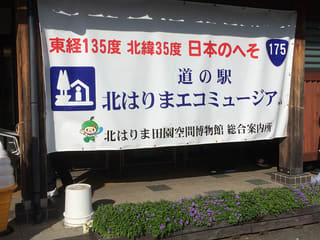 東経135度 北緯35度 日本のへそ
175
道の駅
北はりまエコミュージアム
北はりま田園空間博物館 総合案内所